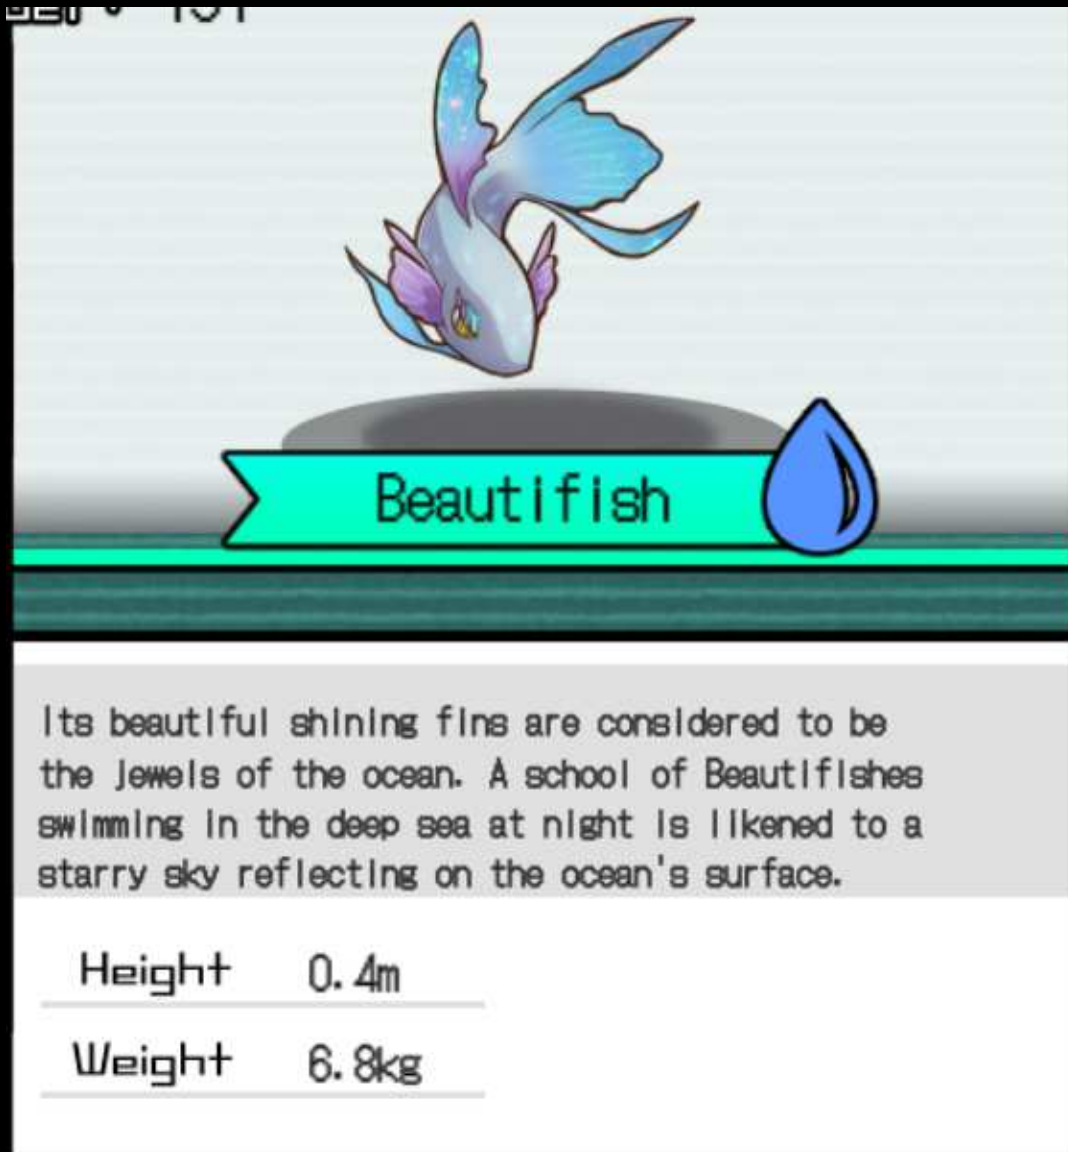 Beautifish
Its beautiful shining fins are considered to be
the jewels of the ocean. A school of Beautifishes
swimming in the deep sea at night is likened to a
starry sky reflecting on the ocean's surface.
Height 0.4m
Weight 6.8kg